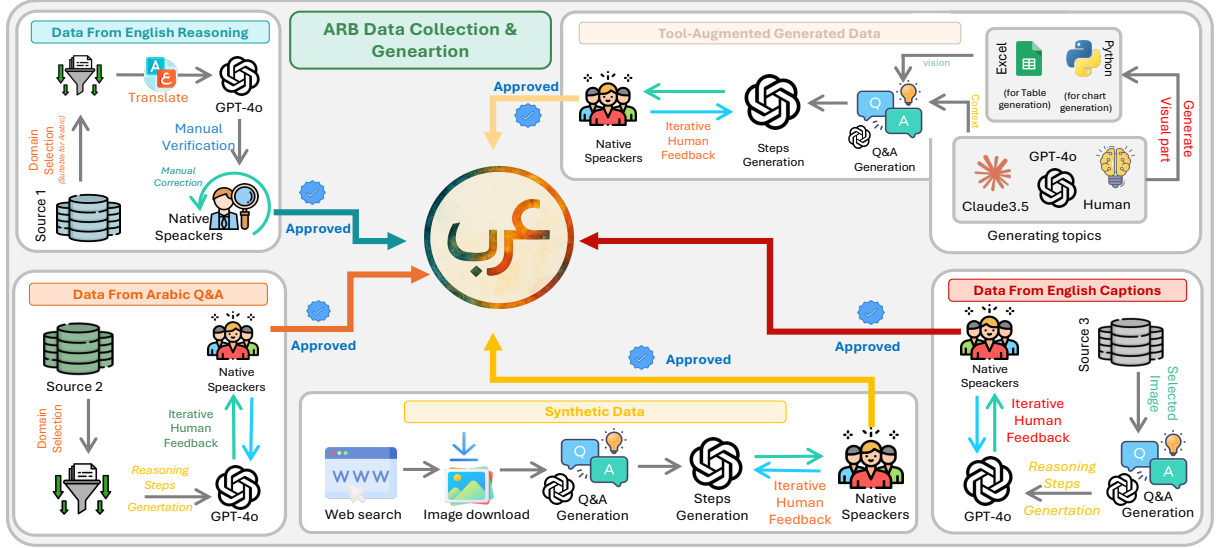 ARB Data Collection &
Geneartion
Data From English Reasoning
Source 1
Domain
Selection
(Suitable for Arabic)
A
ع
Translate
GPT-4o
Manual
Verification
Manual
Correction
Native
Speackers
Approved
Tool-Augmented Generated Data
Approved
Native
Speackers
Iterative
Human
Feedback
Steps
Generation
Q
A
Q&A
Generation
vision
Context
Excel
(for Table
generation)
Python
(for chart
generation)
Generate
Visual part
Claude3.5
GPT-4o
Human
Generating topics
عرب
Data From Arabic Q&A
Source 2
Domain
Selection
Reasoning
Steps
Genertation
GPT-4o
Iterative
Human
Feedback
Native
Speackers
Approved
Synthetic Data
WWW
Web search
Image download
Q
A
Q&A
Generation
Steps
Generation
Iterative
Human
Feedback
Native
Speackers
Approved
Data From English Captions
Source 3
Selected
Image
Q
A
Q&A
Generation
Reasoning
Steps
Genertation
GPT-4o
Iterative
Human
Feedback
Native
Speackers
Approved